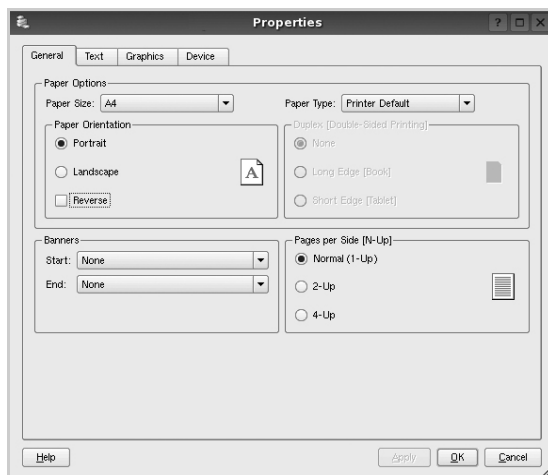 Properties
General Text Graphics Device
Paper Options
Paper Size: A4 Paper Type: Printer Default
Paper Orientation
Portrait
Landscape
Reverse
A
Duplex [Double-Sided Printing]
None
Long Edge [Book]
Short Edge [Tablet]
Banners
Start: None
End: None
Pages per Side [N-Up]
Normal (1-Up)
2-Up
4-Up
Help Apply OK Cancel